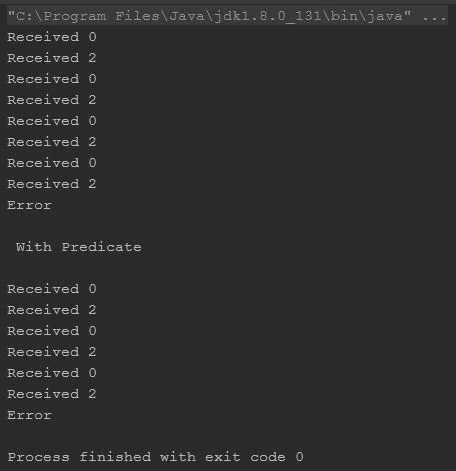 "C:\Program Files\Java\jdk1.8.0_131\bin\java" ...
Received 0
Received 2
Received 0
Received 2
Received 0
Received 2
Received 0
Received 2
Error
With Predicate
Received 0
Received 2
Received 0
Received 2
Received 0
Received 2
Error
Process finished with exit code 0